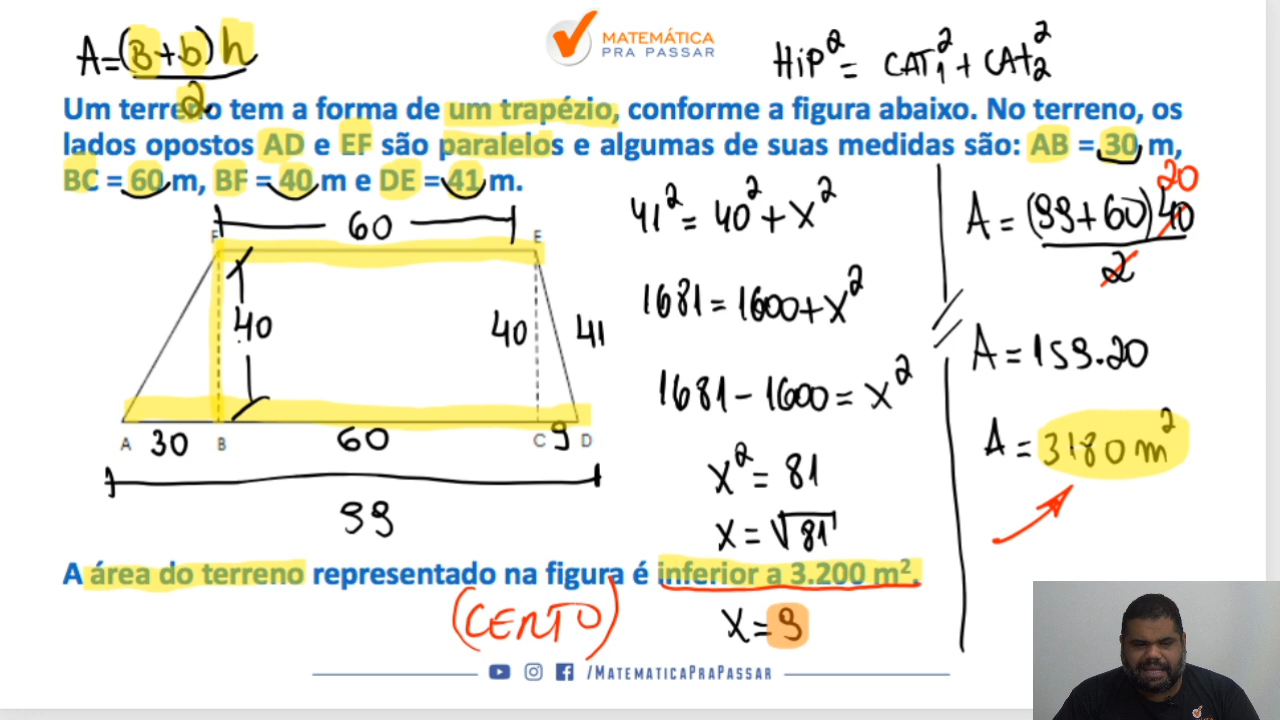 A=(B+b)h
2
MATEMÁTICA
PRA PASSAR
HiP²= CAT₁²+CAt₂²
Um terreno tem a forma de um trapézio, conforme a figura abaixo. No terreno, os
lados opostos AD e EF são paralelos e algumas de suas medidas são: AB = 30 m,
BC = 60 m, BF = 40 m e DE = 41 m.
60
F
E
40
40
41
A
30
B
60
C
9
D
99
41²=40²+x²
1681=1600+x²
1681-1600=x²
x²=81
x=√81
x=9
20
A=(99+60)40
2
A=159.20
A=3180m²
A área do terreno representado na figura é inferior a 3.200 m².
(CERTO)
/MatematicaPraPassar